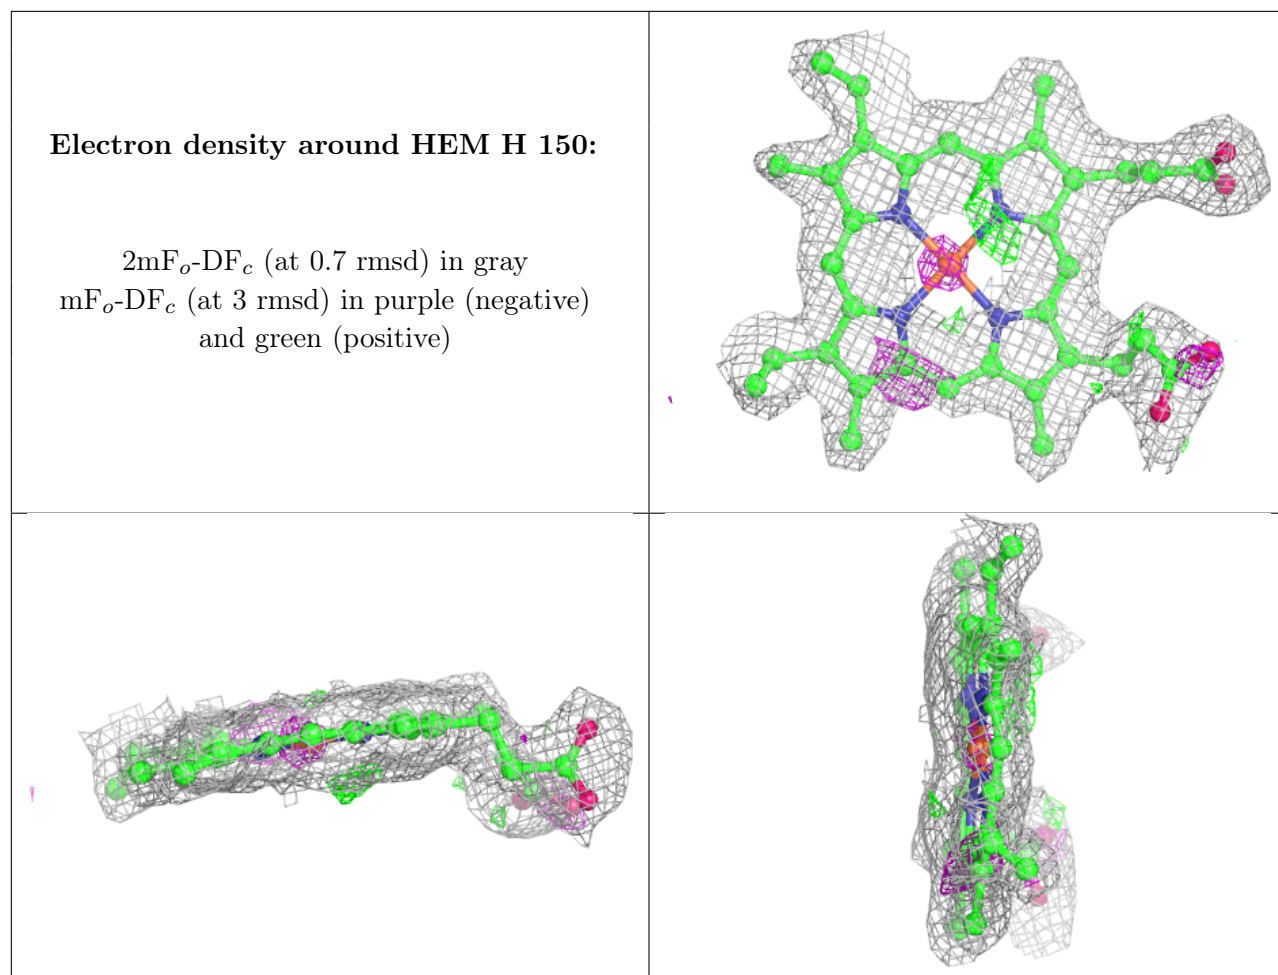 Electron density around HEM H 150:
2mFₒ-DF𝒸 (at 0.7 rmsd) in gray
mFₒ-DF𝒸 (at 3 rmsd) in purple (negative)
and green (positive)